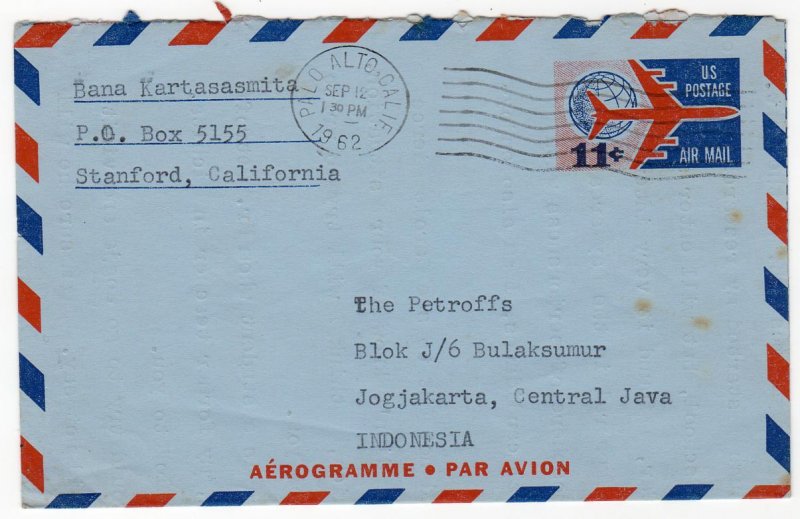 Bana Kartasasmita
P.O. Box 5155
Stanford, California
PALO ALTO, CALIF.
SEP 12
1 30 PM
1962
US
POSTAGE
11¢
AIR MAIL
The Petroffs
Blok J/6 Bulaksumur
Jogjakarta, Central Java
INDONESIA
AÉROGRAMME • PAR AVION